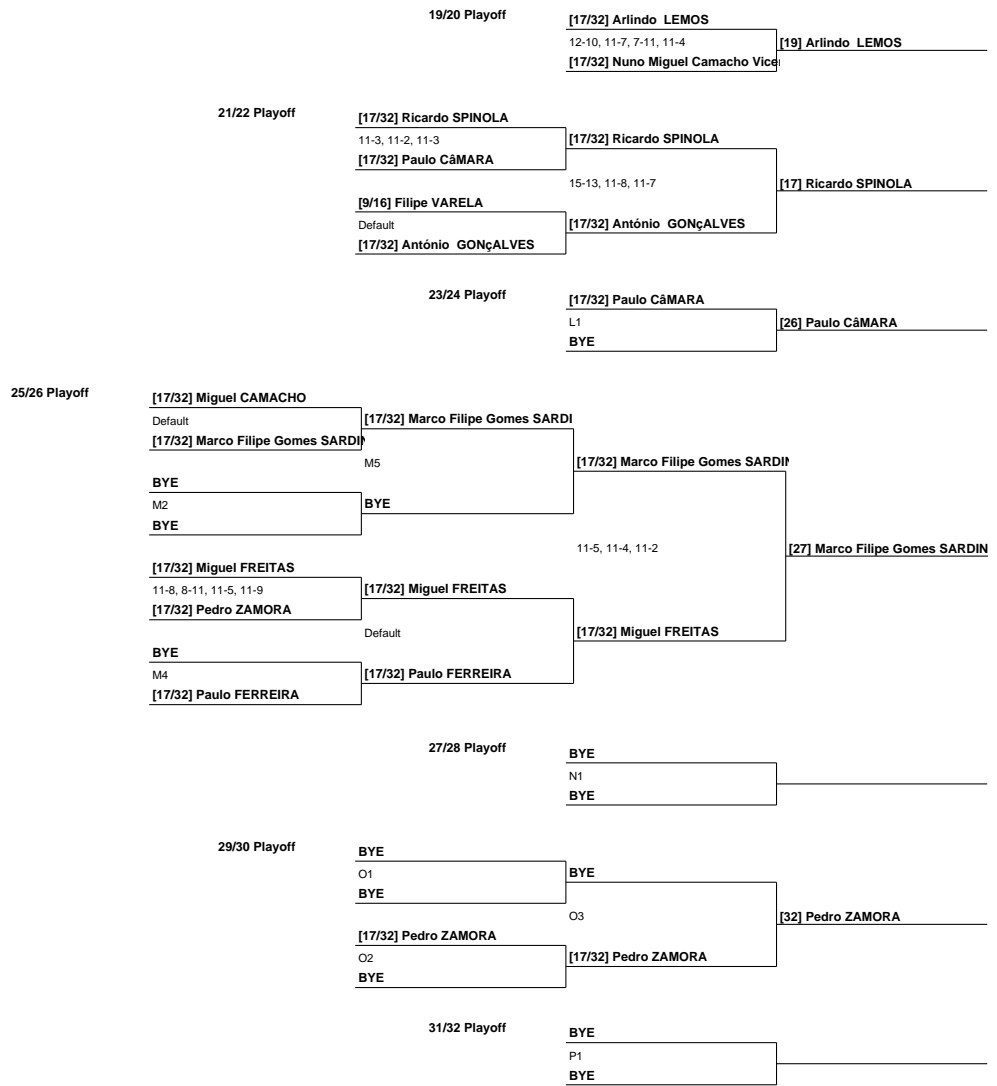 19/20 Playoff
[17/32] Arlindo LEMOS
12-10, 11-7, 7-11, 11-4
[19] Arlindo LEMOS
[17/32] Nuno Miguel Camacho Vice
21/22 Playoff
[17/32] Ricardo SPINOLA
11-3, 11-2, 11-3
[17/32] Ricardo SPINOLA
[17/32] Paulo CâMARA
15-13, 11-8, 11-7
[17] Ricardo SPINOLA
[9/16] Filipe VARELA
Default
[17/32] António GONçALVES
[17/32] António GONçALVES
23/24 Playoff
[17/32] Paulo CâMARA
L1
[26] Paulo CâMARA
BYE
25/26 Playoff
[17/32] Miguel CAMACHO
Default
[17/32] Marco Filipe Gomes SARDI
[17/32] Marco Filipe Gomes SARDIN
M5
[17/32] Marco Filipe Gomes SARDIN
BYE
M2
BYE
BYE
11-5, 11-4, 11-2
[27] Marco Filipe Gomes SARDIN
[17/32] Miguel FREITAS
11-8, 8-11, 11-5, 11-9
[17/32] Miguel FREITAS
[17/32] Pedro ZAMORA
Default
[17/32] Miguel FREITAS
BYE
M4
[17/32] Paulo FERREIRA
[17/32] Paulo FERREIRA
27/28 Playoff
BYE
N1
BYE
29/30 Playoff
BYE
O1
BYE
BYE
O3
[32] Pedro ZAMORA
[17/32] Pedro ZAMORA
O2
[17/32] Pedro ZAMORA
BYE
31/32 Playoff
BYE
P1
BYE